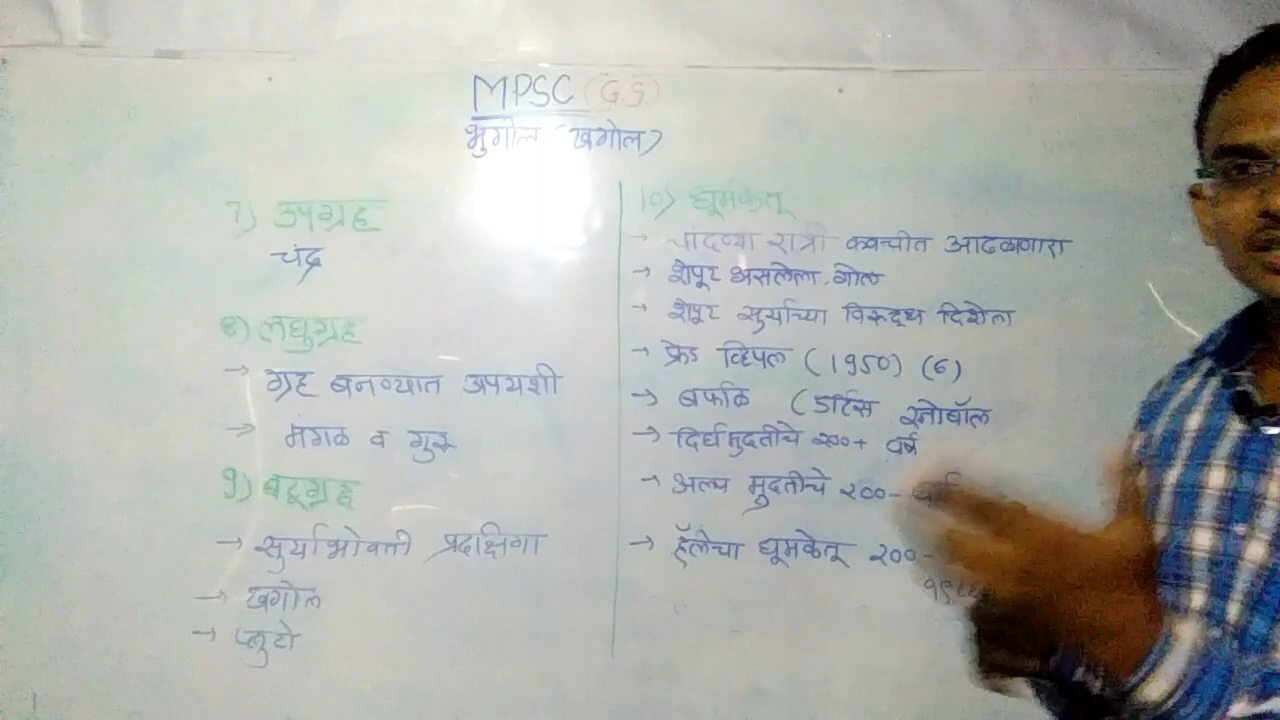 MPSC (G.S.)
भुगोल (खगोल)
7) उपग्रह
चंद्र
8) लघुग्रह
→ ग्रह बनण्यात अपयशी
→ मंगळ व गुरू
9) बटूग्रह
→ सुर्याभोवती प्रदक्षिणा
→ खगोल
→ प्लुटो
10) धूमकेतू
→ चांदण्या रात्री क्वचीत आढळणारा
→ शेपूट असलेला गोल
→ शेपूट सुर्याच्या विरूद्ध दिशेला
→ फ्रेड व्हिपल (1950) (6)
→ बर्फाळ (डर्टिस स्नोबॉल
→ दिर्घमुदतीचे २००+ वर्ष
→ अल्प मुदतीचे २००- वर्ष
→ हॅलेचा धूमकेतू २००-